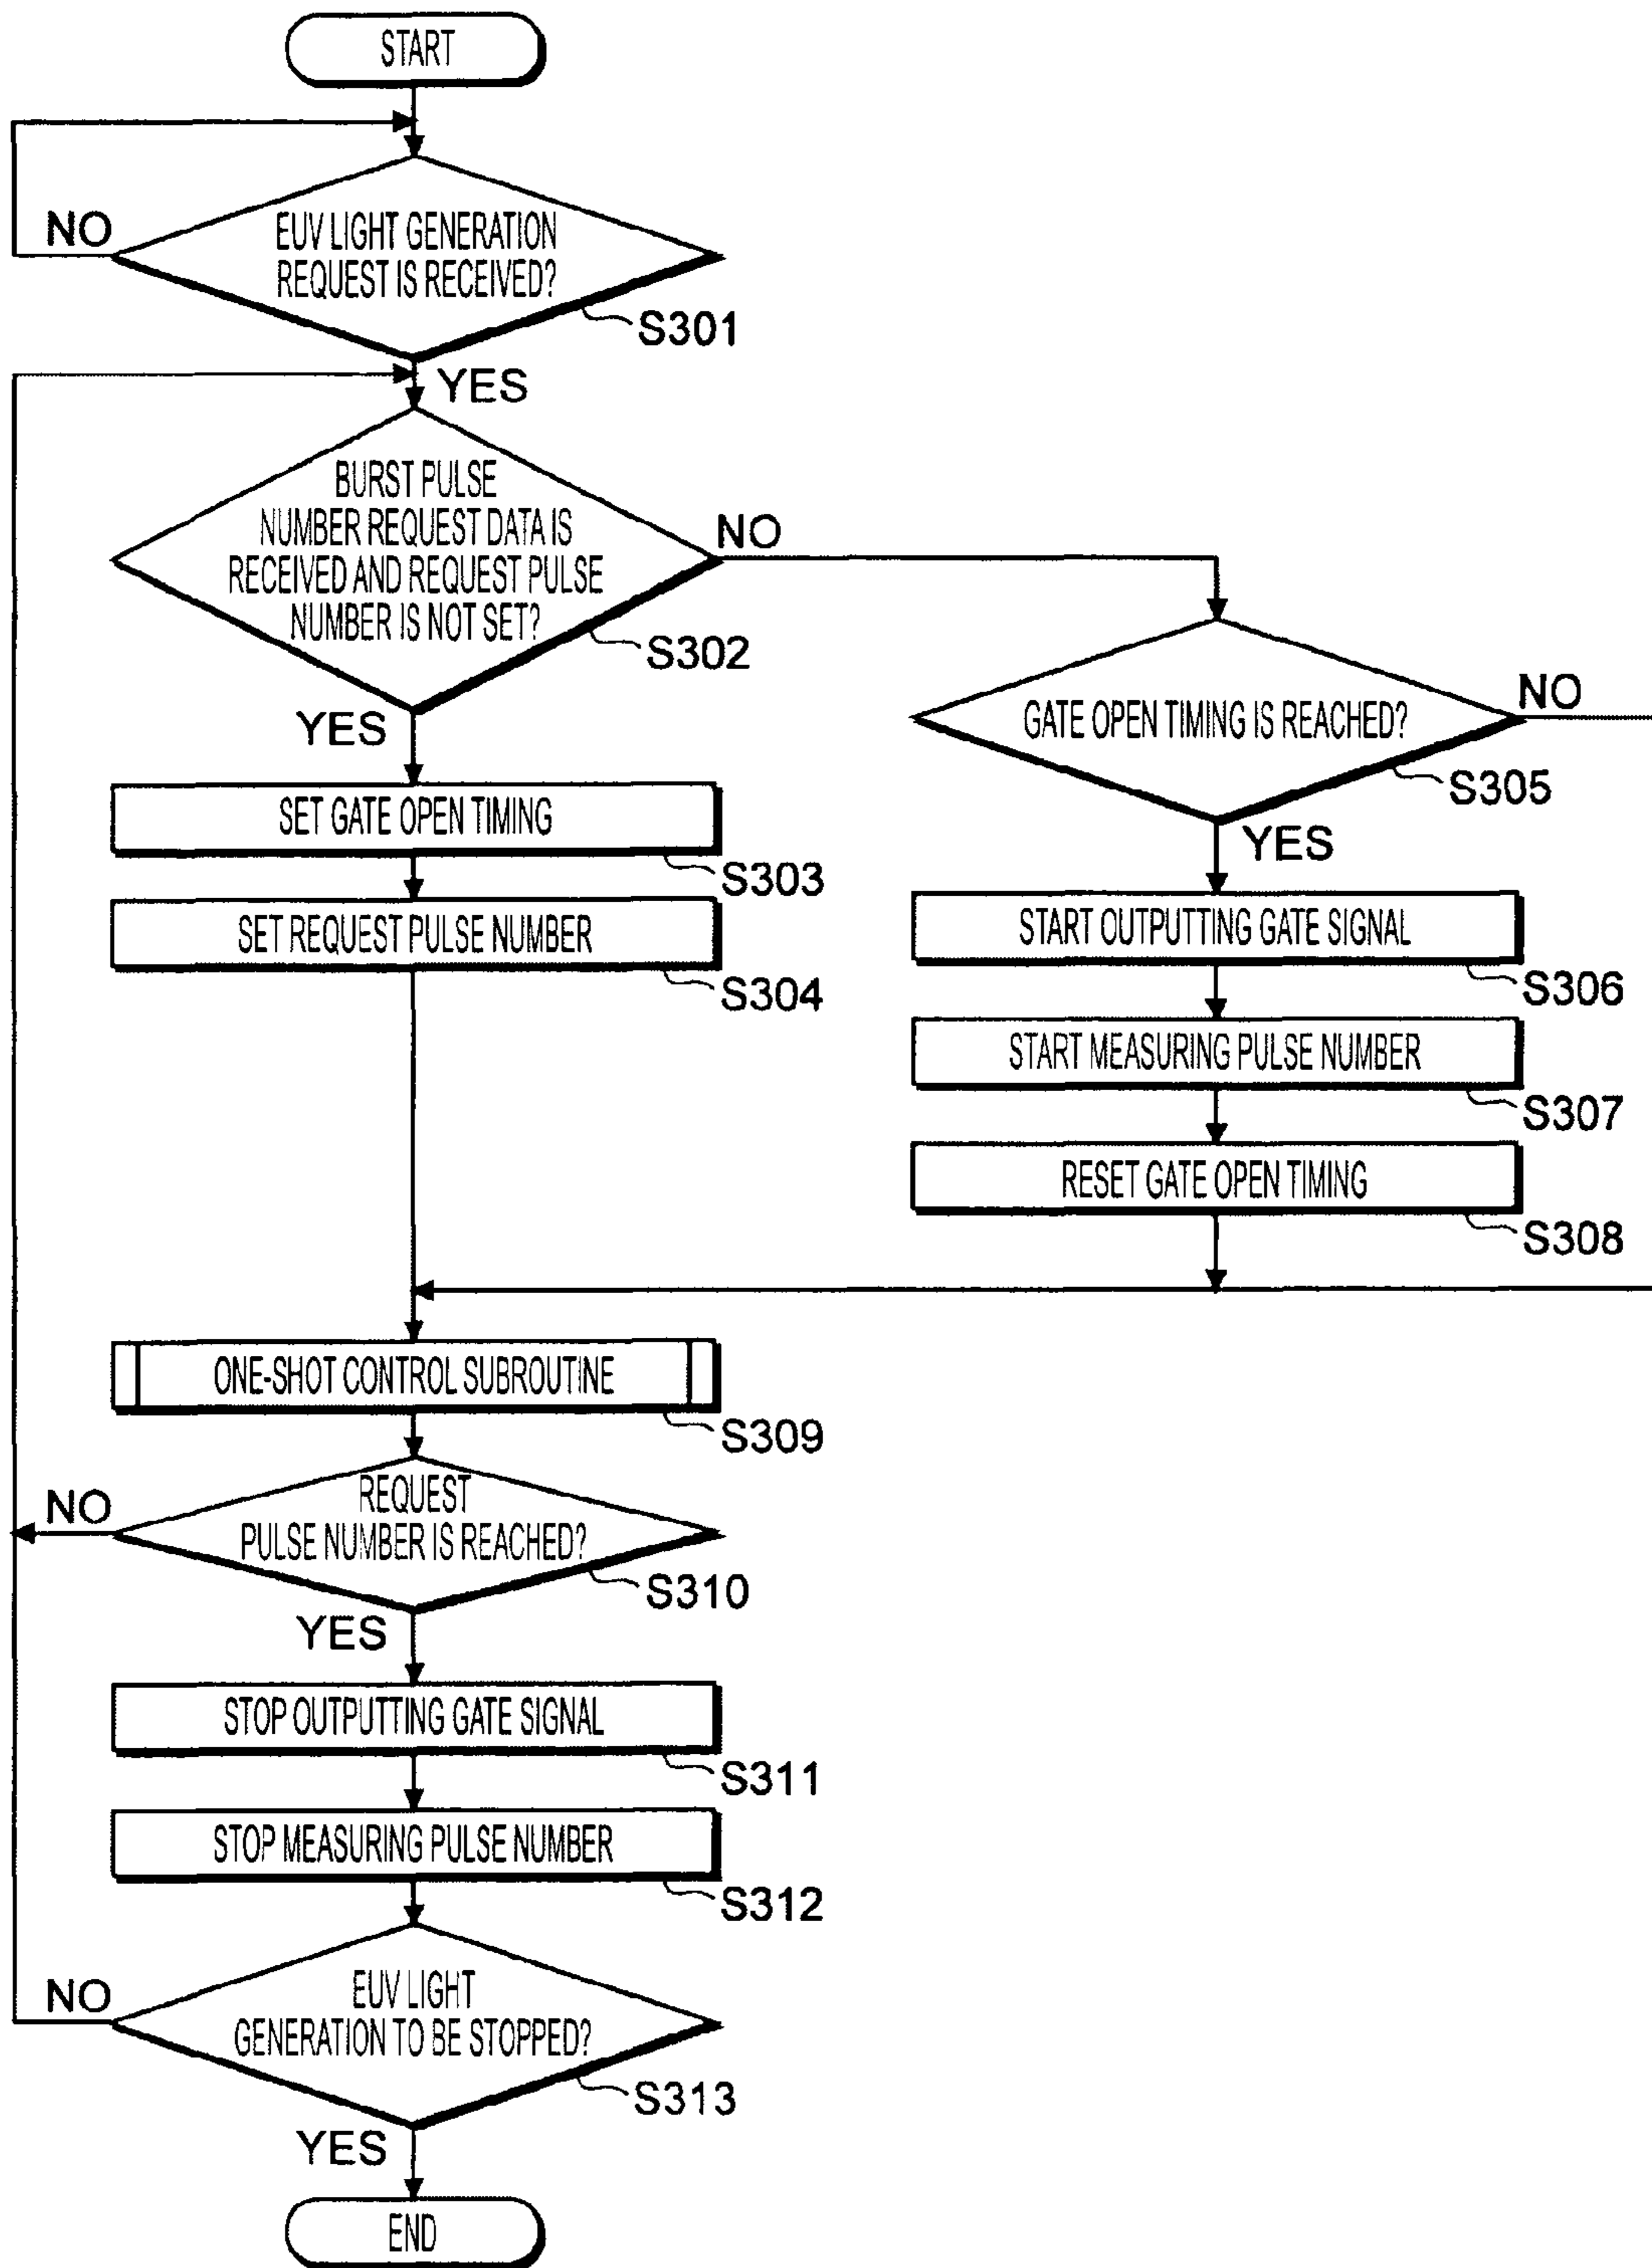 START
NO
EUV LIGHT GENERATION
REQUEST IS RECEIVED?
S301
YES
BURST PULSE
NUMBER REQUEST DATA IS
RECEIVED AND REQUEST PULSE
NUMBER IS NOT SET?
NO
S302
YES
GATE OPEN TIMING IS REACHED?
NO
S305
YES
SET GATE OPEN TIMING
S303
SET REQUEST PULSE NUMBER
S304
START OUTPUTTING GATE SIGNAL
S306
START MEASURING PULSE NUMBER
S307
RESET GATE OPEN TIMING
S308
ONE-SHOT CONTROL SUBROUTINE
S309
NO
REQUEST
PULSE NUMBER IS REACHED?
S310
YES
STOP OUTPUTTING GATE SIGNAL
S311
STOP MEASURING PULSE NUMBER
S312
NO
EUV LIGHT
GENERATION TO BE STOPPED?
S313
YES
END